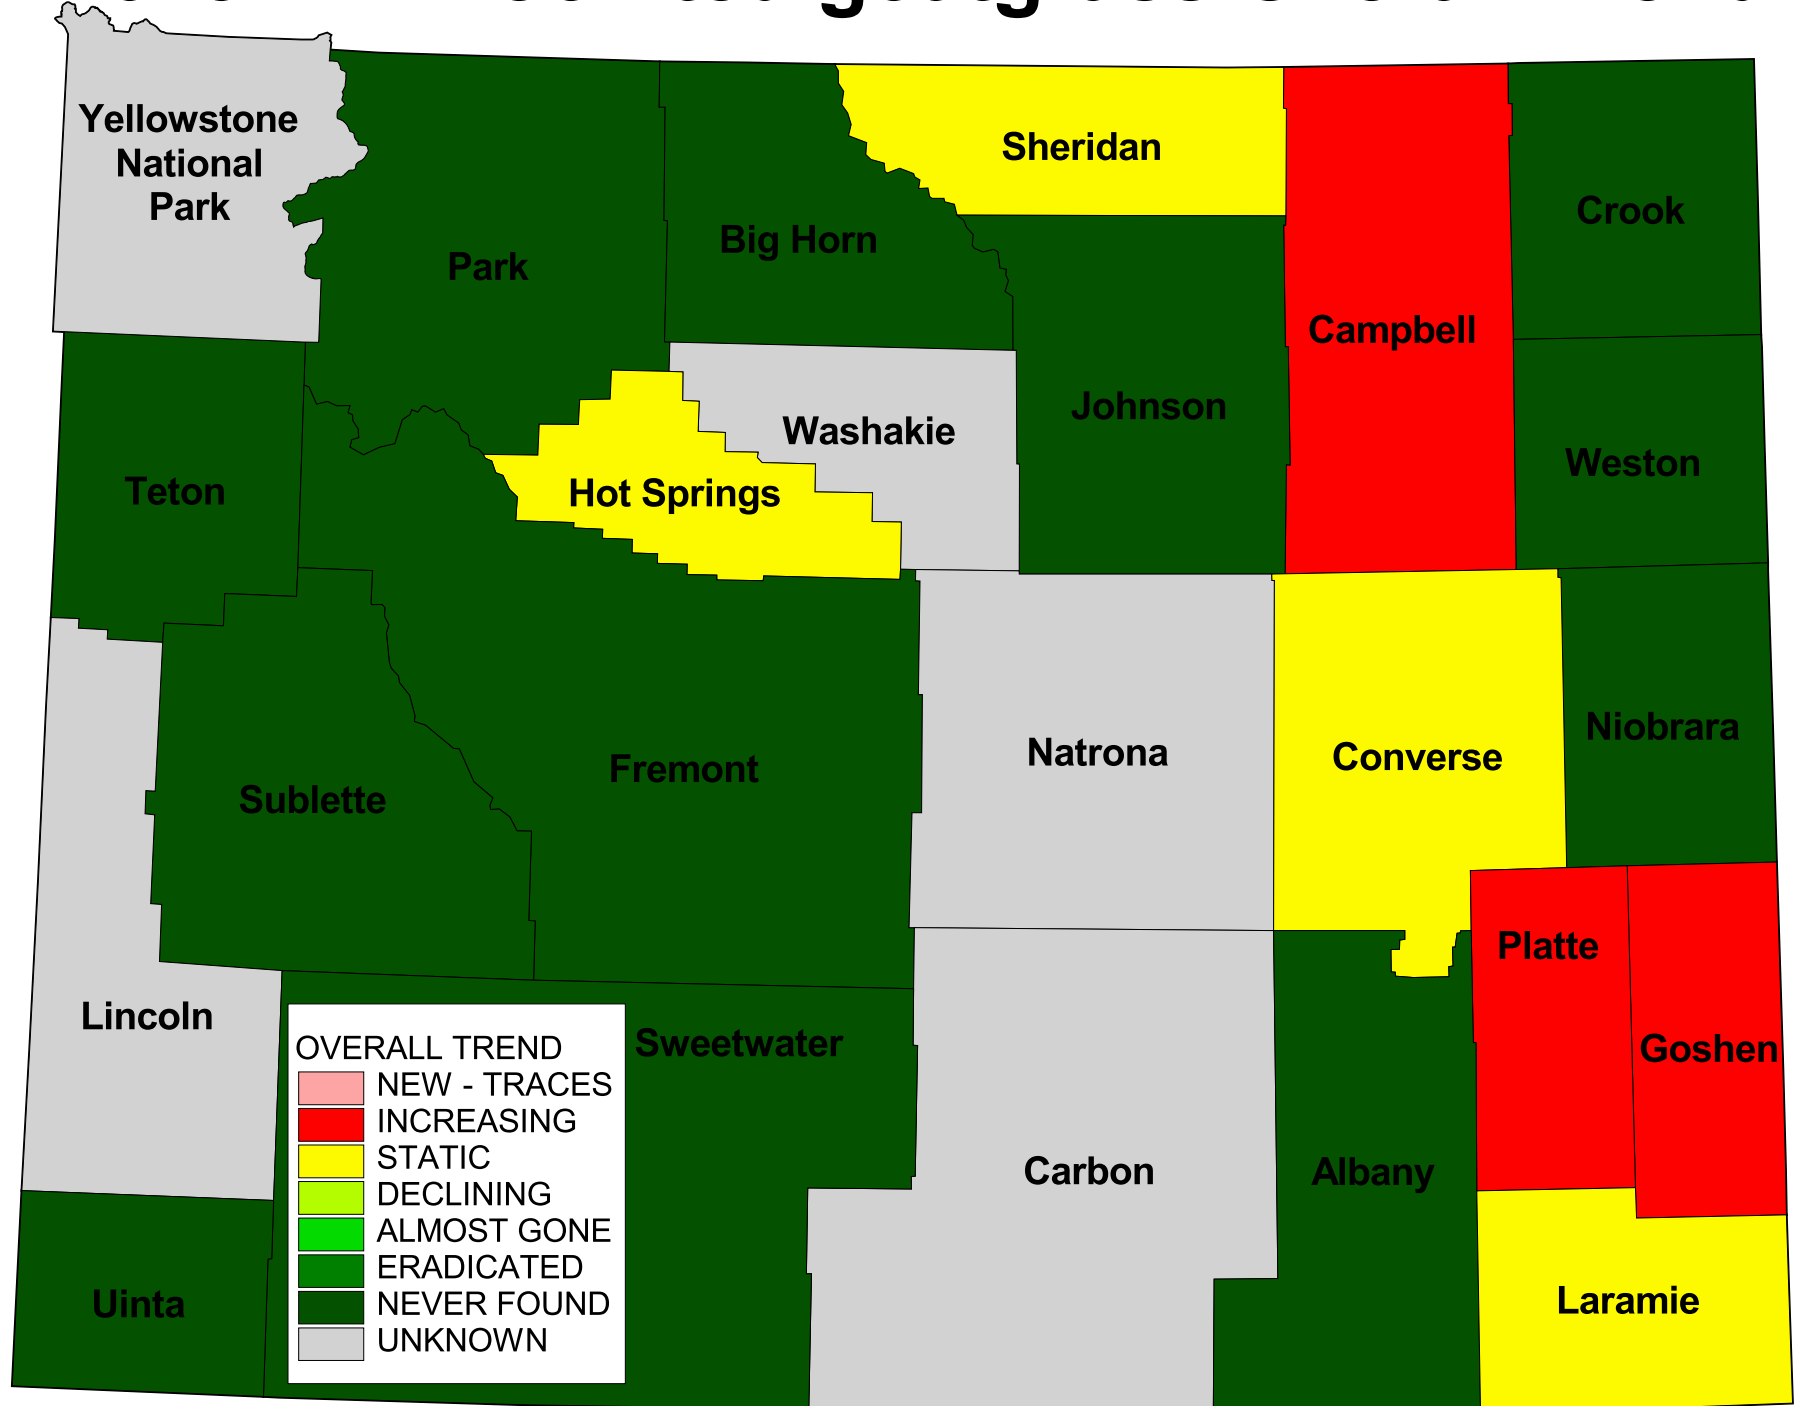 Yellowstone
National
Park
Sheridan
Crook
Big Horn
Park
Campbell
Johnson
Washakie
Weston
Teton
Hot Springs
Niobrara
Natrona
Converse
Fremont
Sublette
Platte
Lincoln
Sweetwater
Goshen
OVERALL TREND
NEW - TRACES
INCREASING
STATIC
DECLINING
ALMOST GONE
ERADICATED
NEVER FOUND
UNKNOWN
Carbon
Albany
Laramie
Uinta